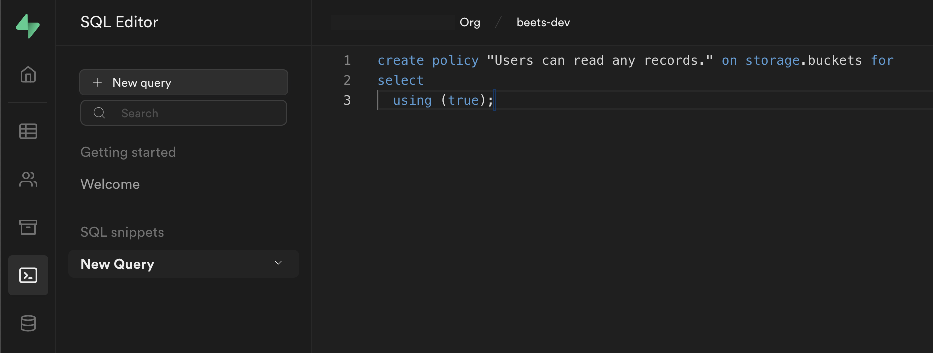 SQL Editor
Org / beets-dev
New query
Search
Getting started
Welcome
SQL snippets
New Query
1 create policy "Users can read any records." on storage.buckets for
2 select
3 using (true);